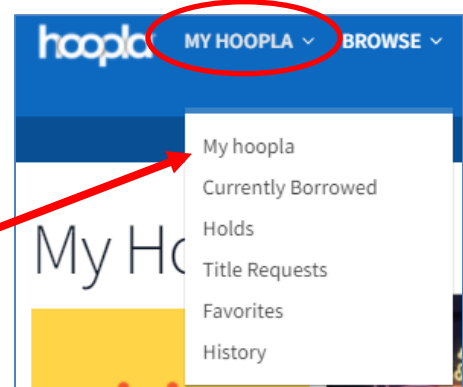 hoopla MY HOOPLA BROWSE
My hoopla
Currently Borrowed
Holds
My Ho
Title Requests
Favorites
History